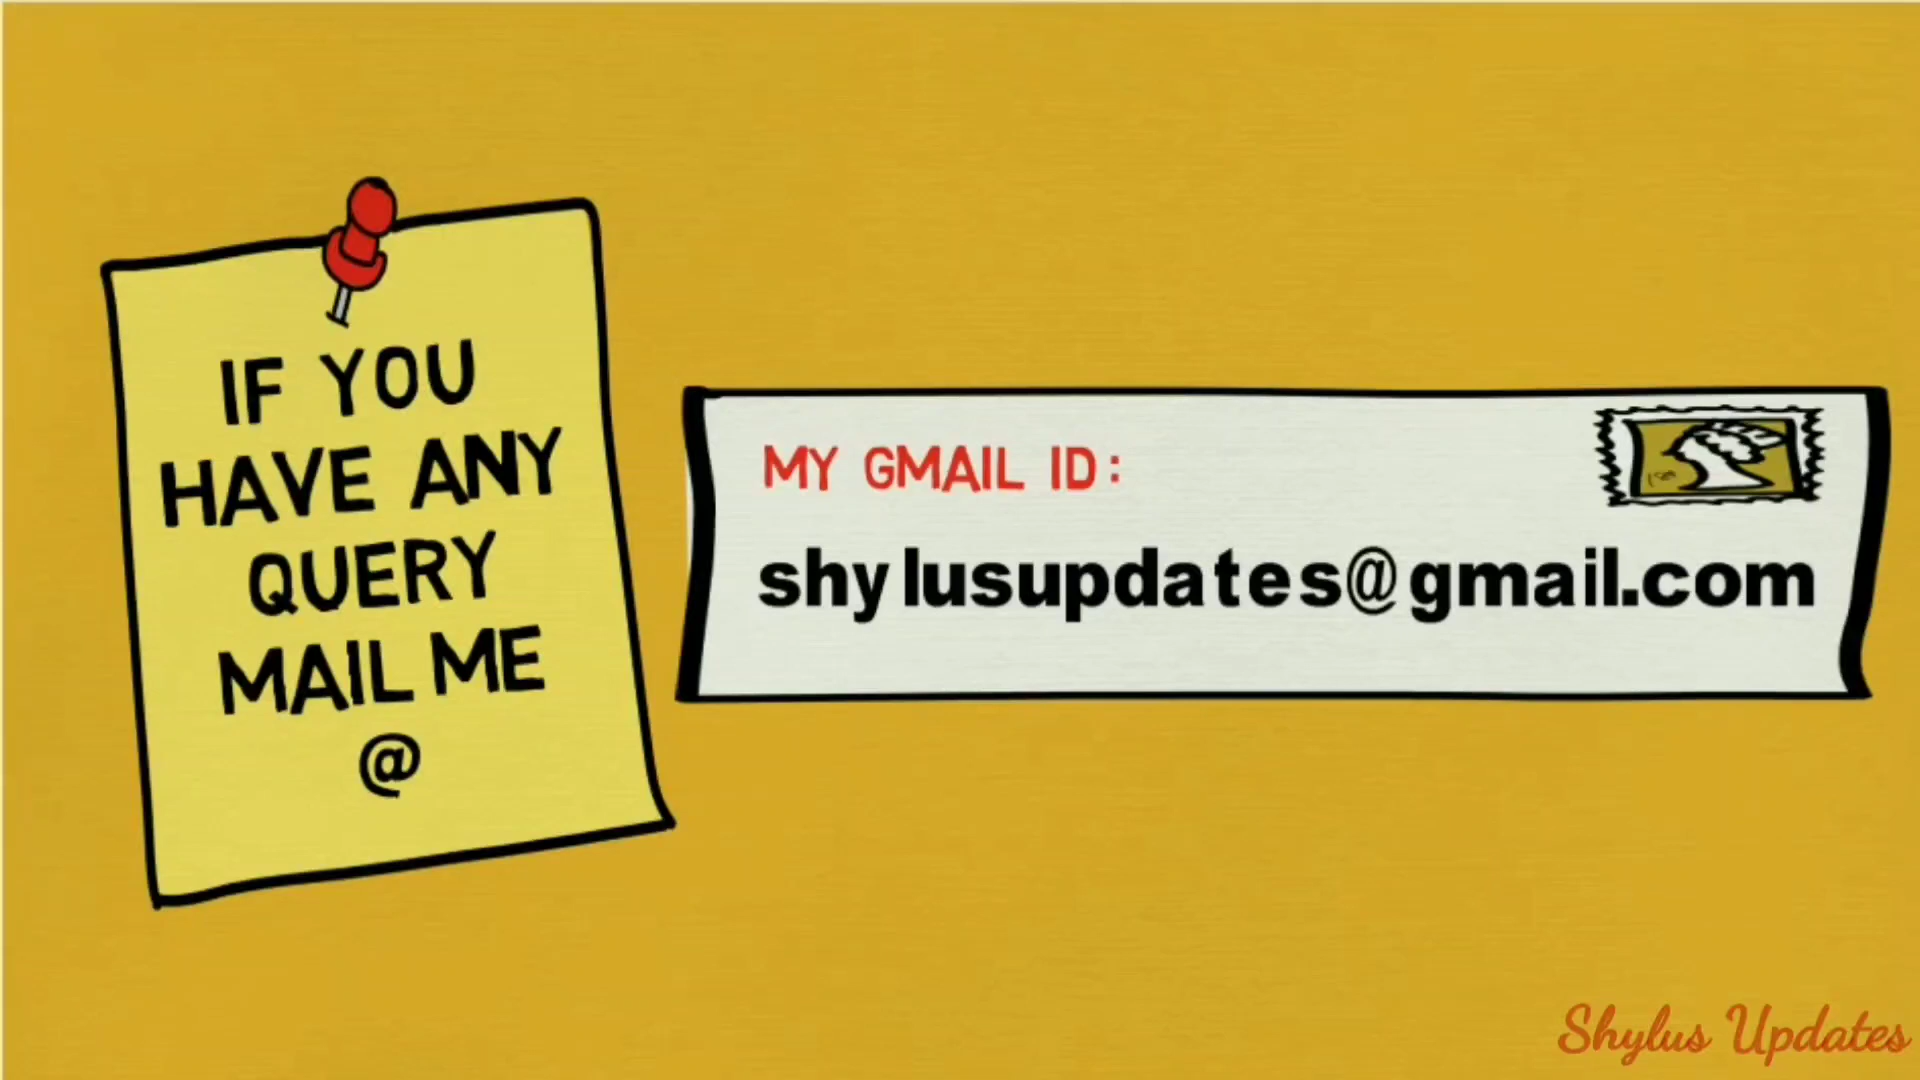 IF YOU
HAVE ANY
QUERY
MAIL ME
@
MY GMAIL ID:
shylusupdates@gmail.com
Shylus Updates